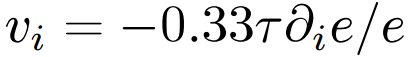 v_i = −0.33τ∂_i e/e